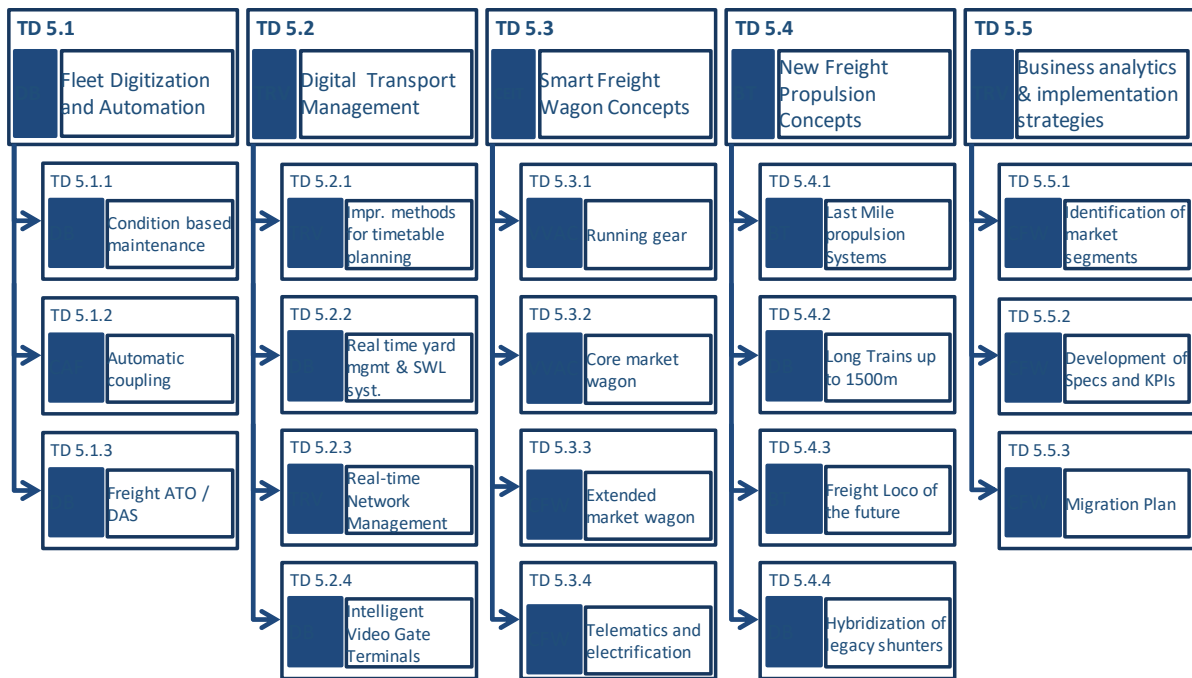 TD 5.1
Fleet Digitization
and Automation
TD 5.1.1
Condition based
maintenance
TD 5.1.2
Automatic
coupling
TD 5.1.3
Freight ATO /
DAS
TD 5.2
Digital Transport
Management
TD 5.2.1
Impr. methods
for timetable
planning
TD 5.2.2
Real time yard
mgmt & SWL
syst.
TD 5.2.3
Real-time
Network
Management
TD 5.2.4
Intelligent
Video Gate
Terminals
TD 5.3
Smart Freight
Wagon Concepts
TD 5.3.1
Running gear
TD 5.3.2
Core market
wagon
TD 5.3.3
Extended
market wagon
TD 5.3.4
Telematics and
electrification
TD 5.4
New Freight
Propulsion
Concepts
TD 5.4.1
Last Mile
propulsion
Systems
TD 5.4.2
Long Trains up
to 1500m
TD 5.4.3
Freight Loco of
the future
TD 5.4.4
Hybridization of
legacy shunters
TD 5.5
Business analytics
& implementation
strategies
TD 5.5.1
Identification of
market
segments
TD 5.5.2
Development of
Specs and KPIs
TD 5.5.3
Migration Plan